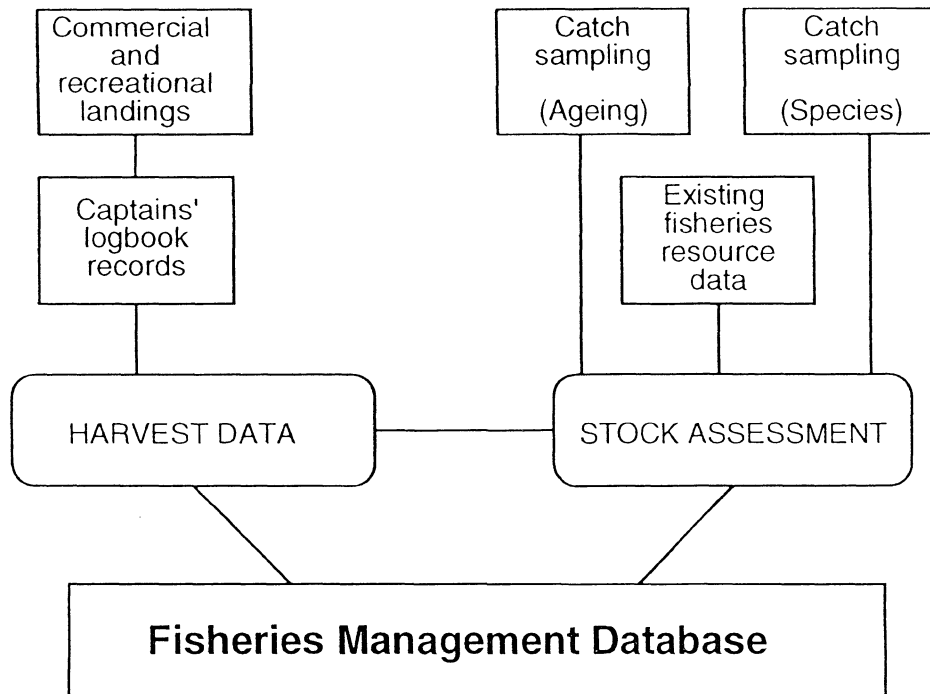 Commercial
and
recreational
landings
Catch
sampling
(Ageing)
Catch
sampling
(Species)
Captains'
logbook
records
Existing
fisheries
resource
data
HARVEST DATA
STOCK ASSESSMENT
Fisheries Management Database